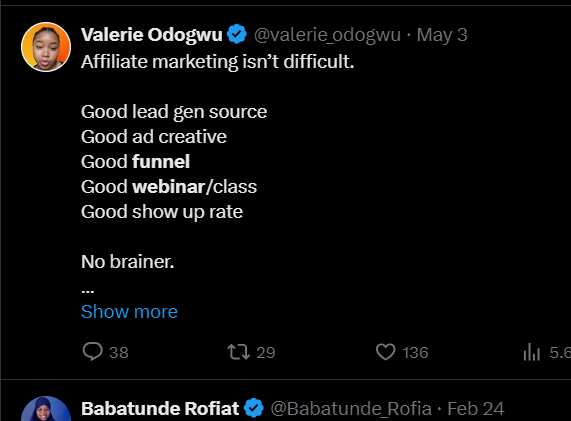 Valerie Odogwu @valerie_odogwu · May 3
Affiliate marketing isn’t difficult.
Good lead gen source
Good ad creative
Good funnel
Good webinar/class
Good show up rate
No brainer.
...
Show more
38 29 136 5.6
Babatunde Rofiat @Babatunde_Rofia · Feb 24